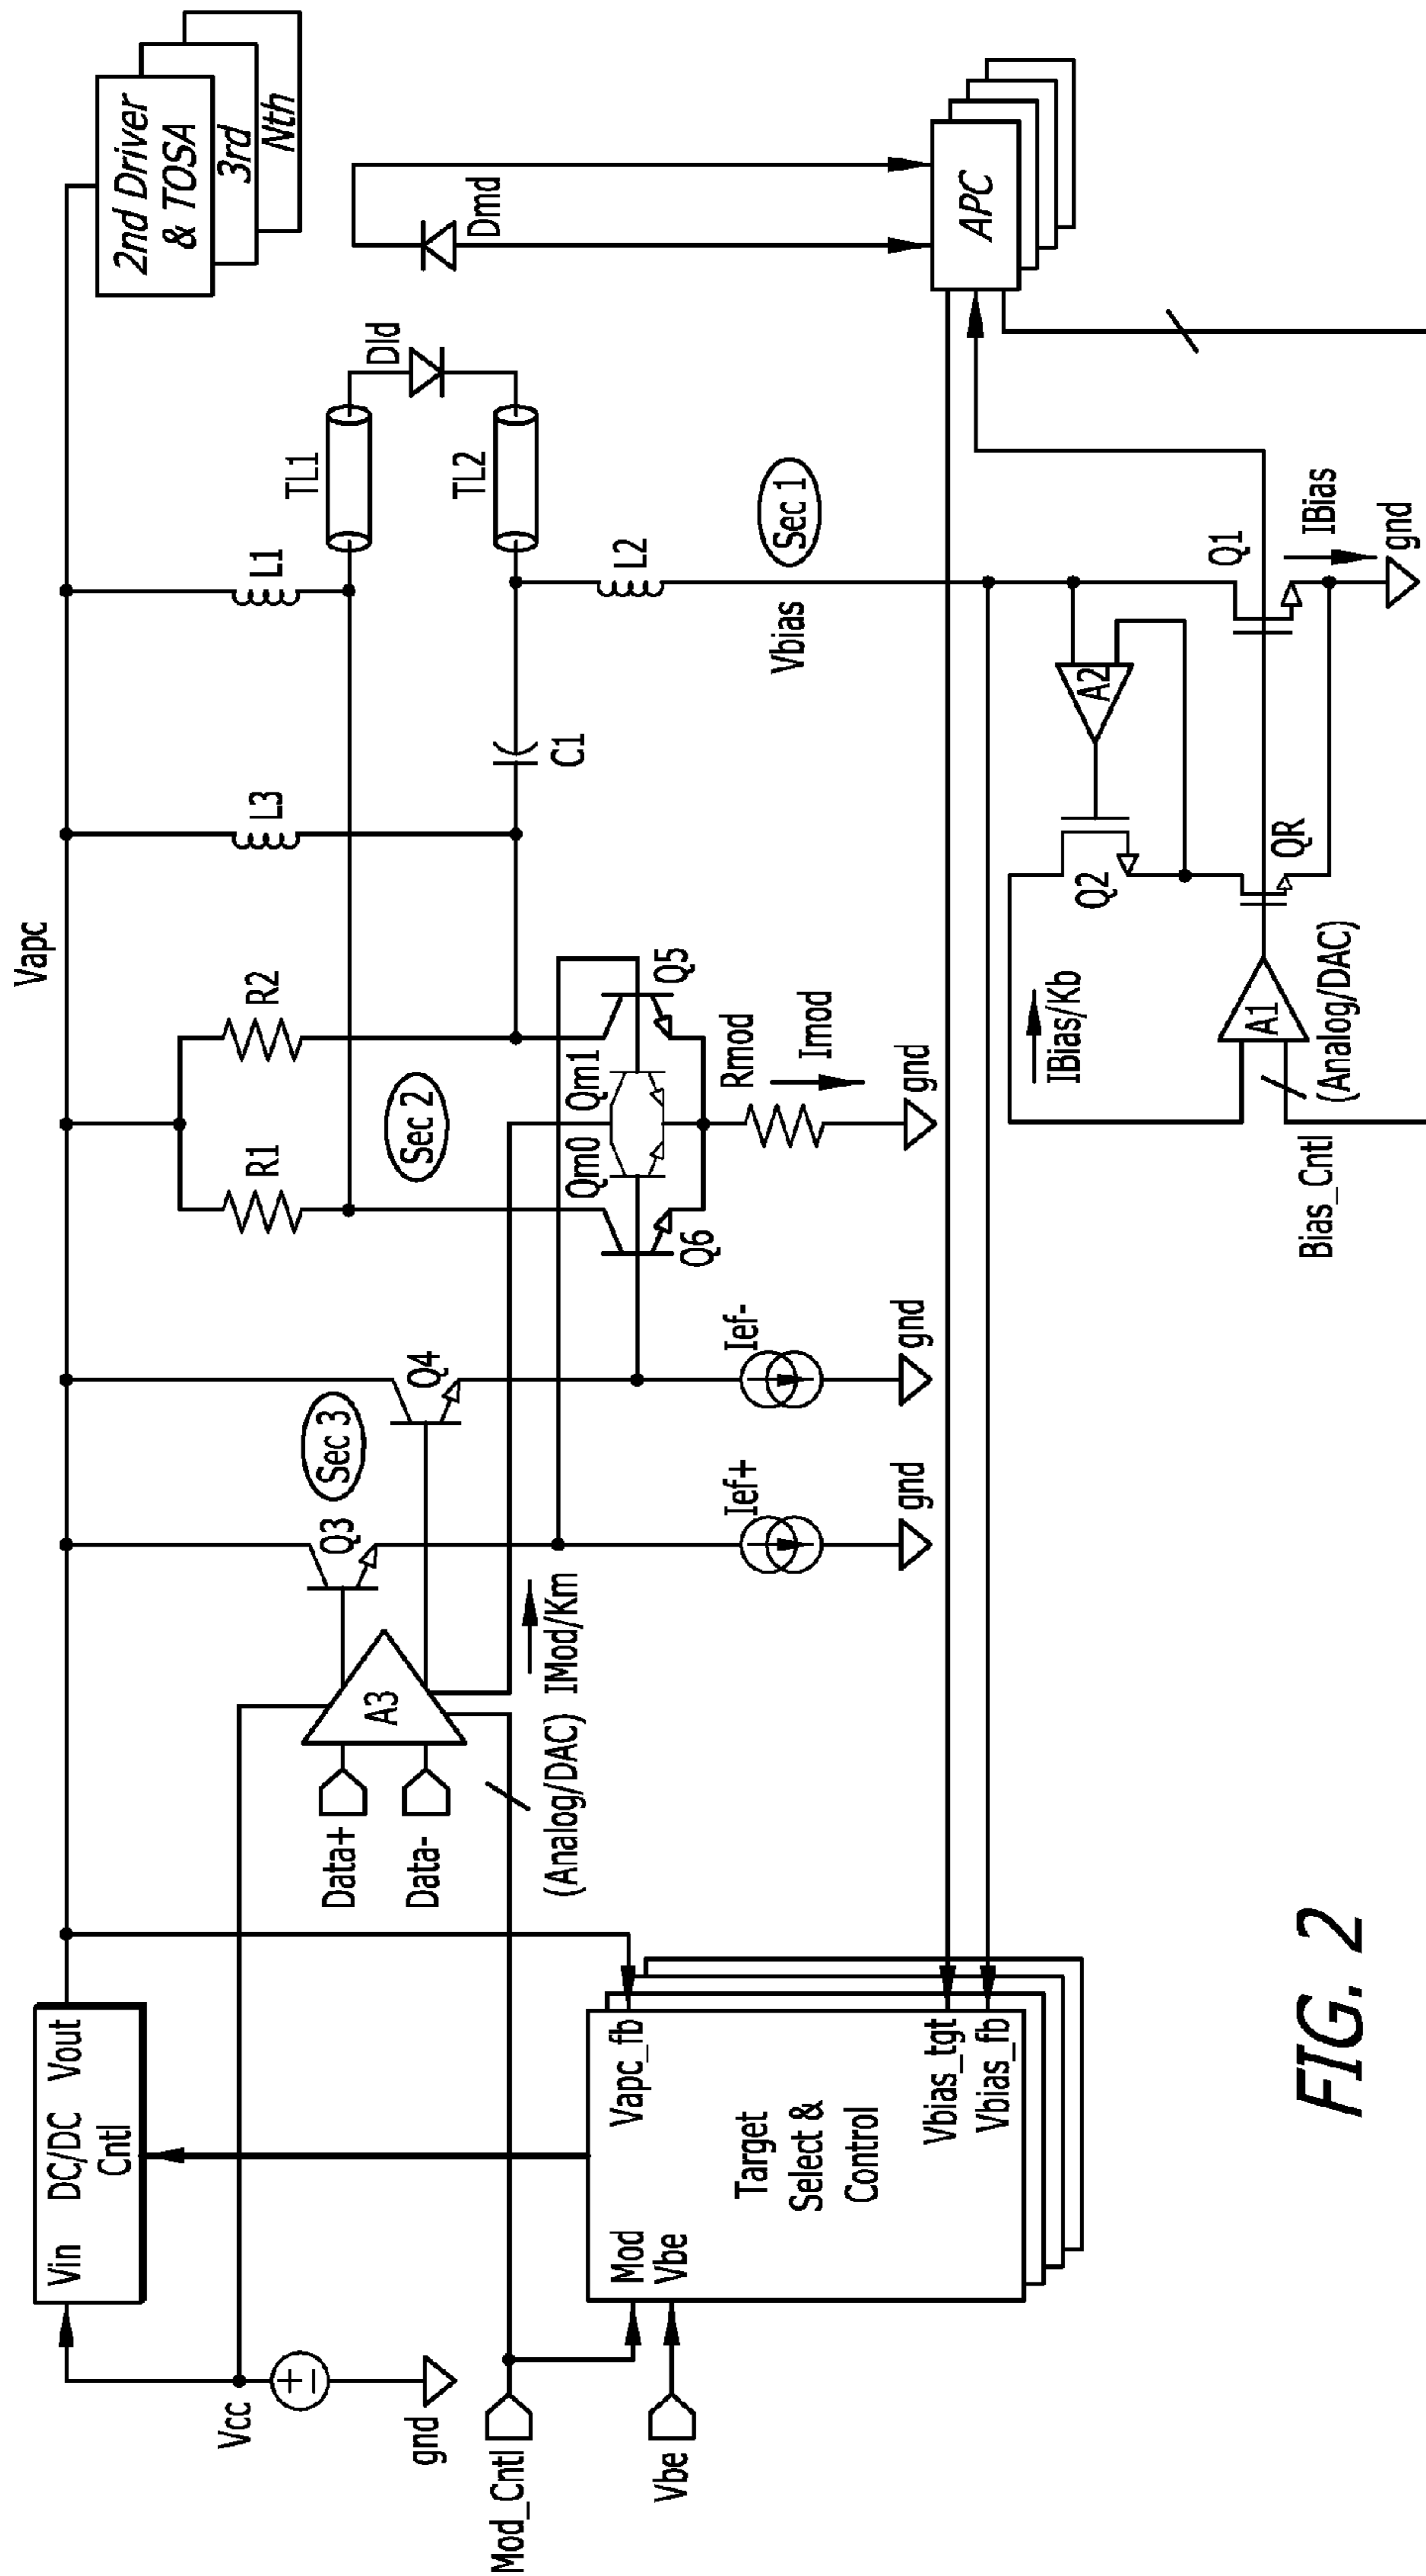 Vapc
2nd Driver
& TOSA
3rd
Nth
Vin
DC/DC
Vout
Cntl
Vcc
gnd
Mod_Cntl
Vbe
Mod
Vbe
Vapc_fb
Target
Select &
Control
Vbias_tgt
Vbias_fb
Data+
Data-
A3
(Analog/DAC)
IMod/Km
Q3
Sec 3
Q4
Ief+
gnd
Ief-
gnd
R1
R2
Sec 2
Q6
Qm0
Qm1
Q5
Rmod
Imod
gnd
L3
C1
L1
TL1
TL2
Dld
L2
Vbias
Sec 1
Dmd
APC
IBias/Kb
Q2
A2
Bias_Cntl
A1
(Analog/DAC)
QR
Q1
IBias
gnd
FIG. 2